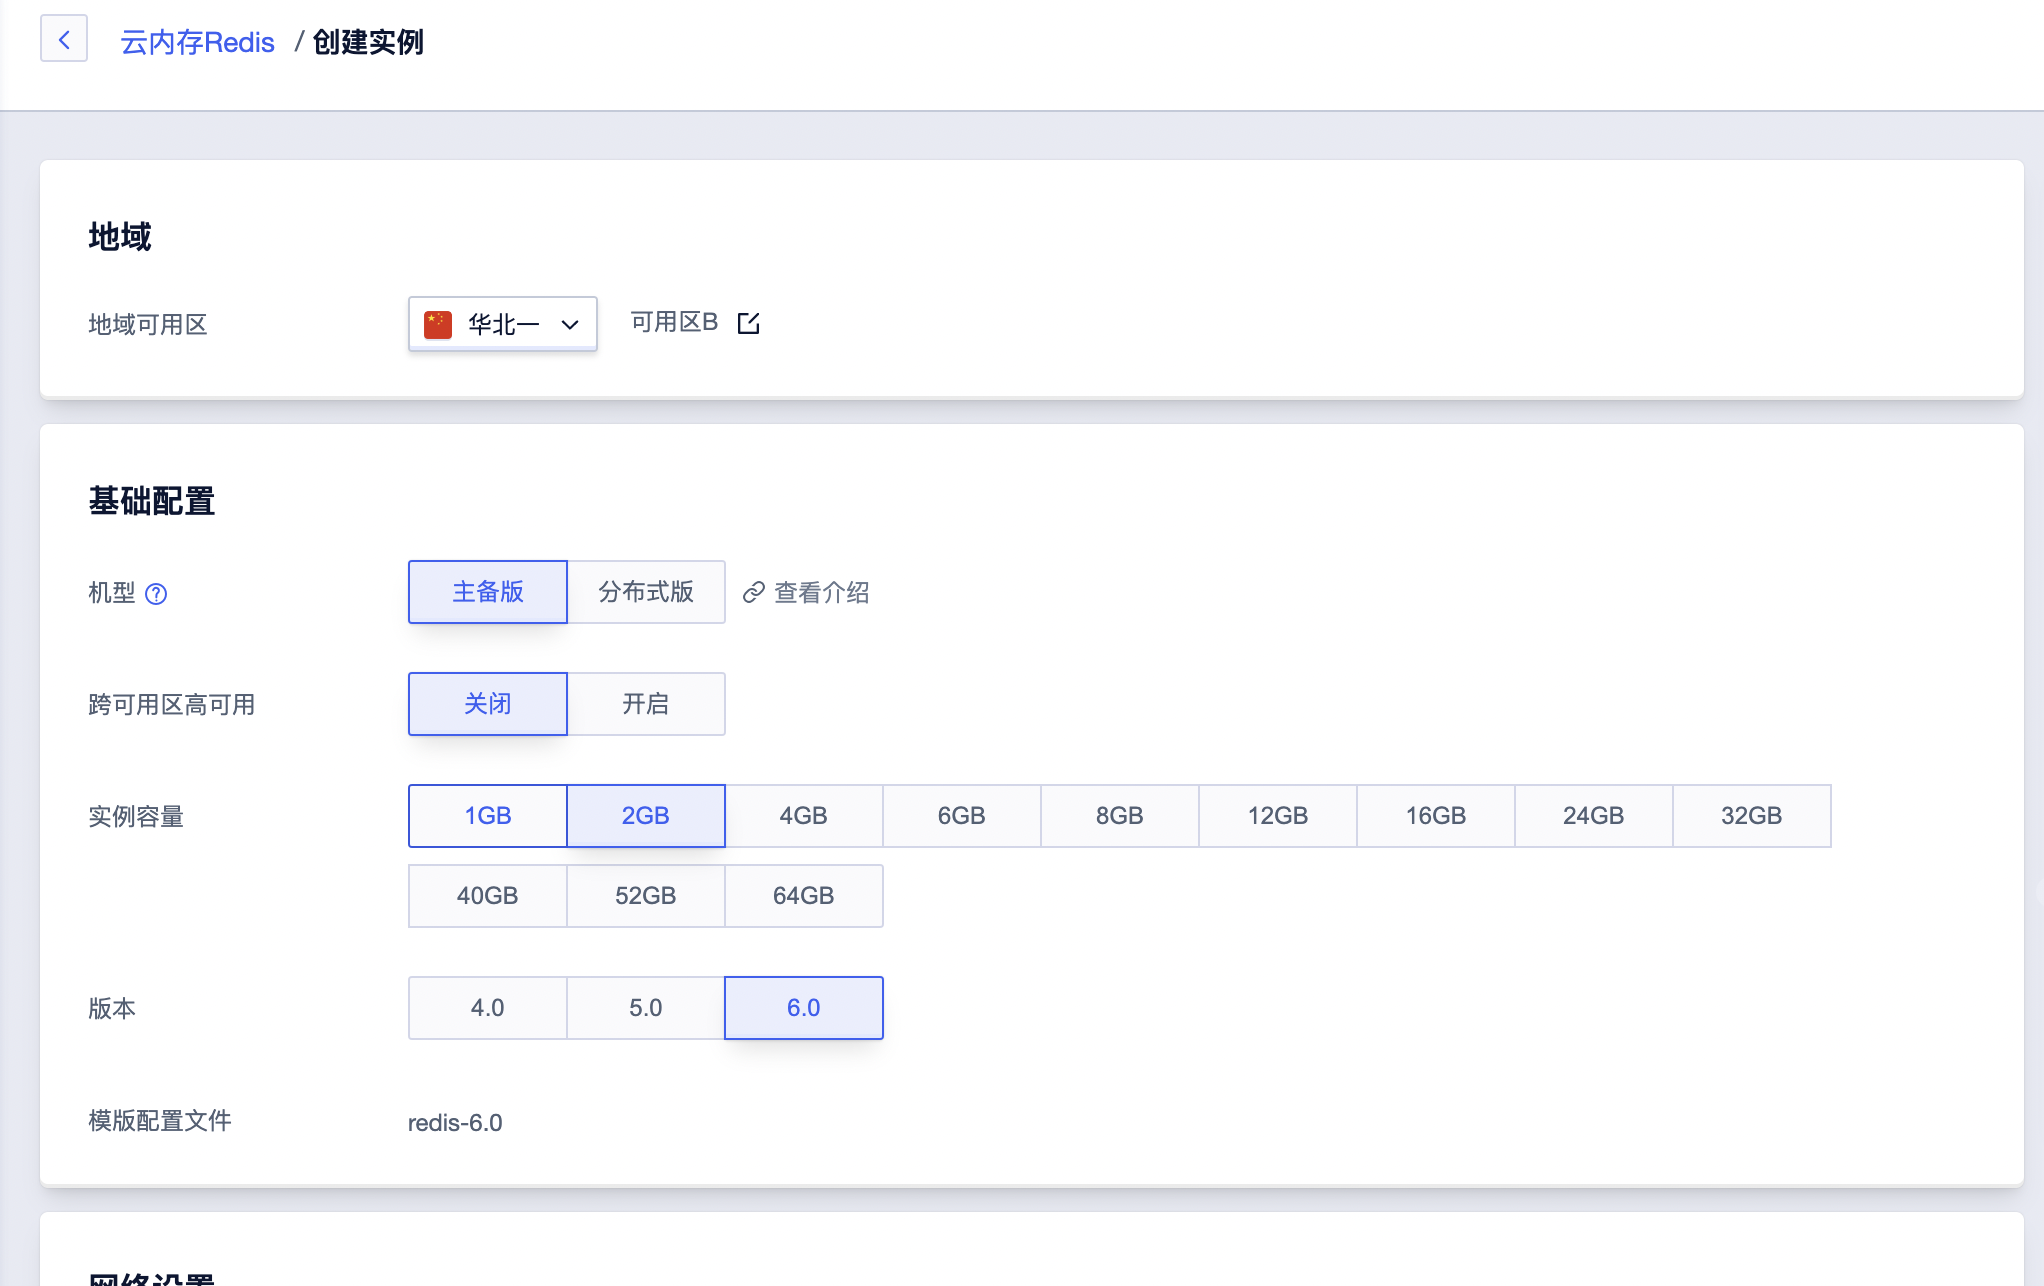 云内存Redis / 创建实例
地域
地域可用区 华北一 可用区B
基础配置
机型 主备版 分布式版 查看介绍
跨可用区高可用 关闭 开启
实例容量 1GB 2GB 4GB 6GB 8GB 12GB 16GB 24GB 32GB
40GB 52GB 64GB
版本 4.0 5.0 6.0
模版配置文件 redis-6.0
网络设置